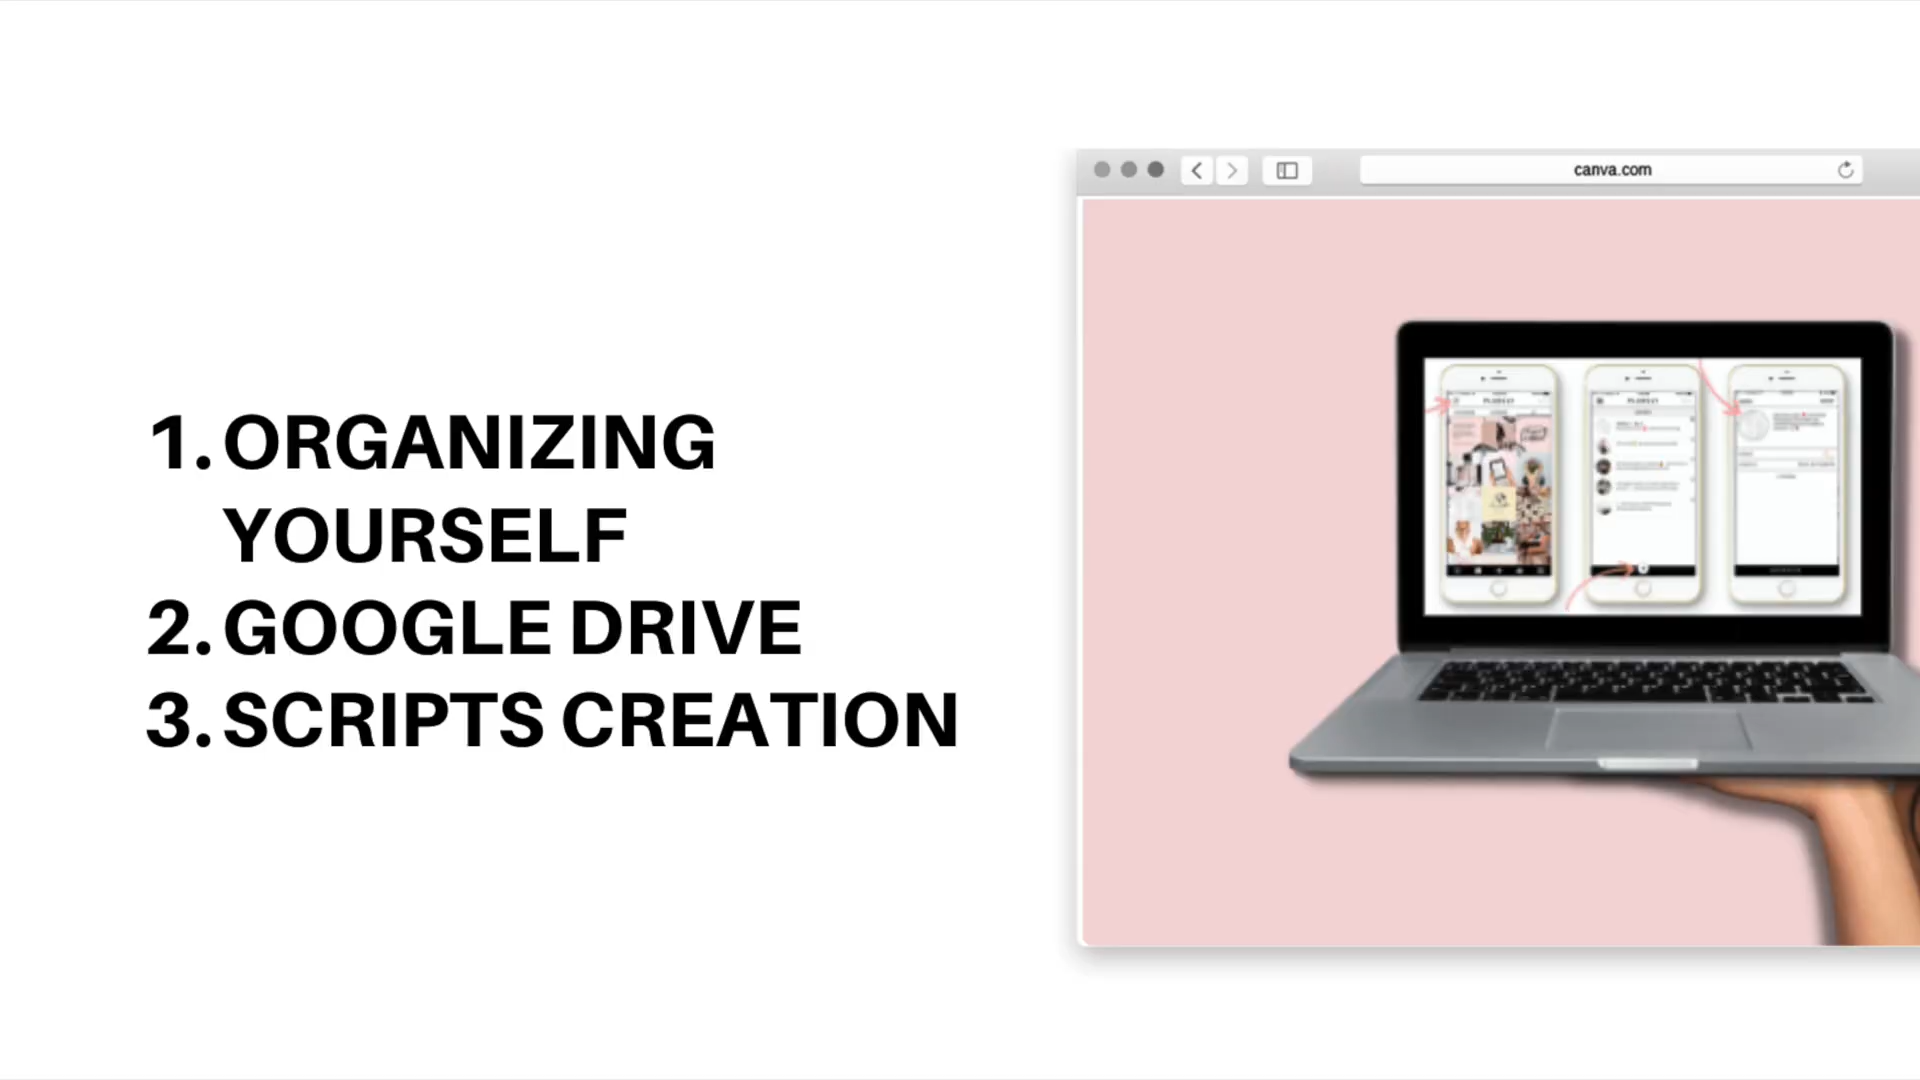 1. ORGANIZING
YOURSELF
2. GOOGLE DRIVE
3. SCRIPTS CREATION
canva.com